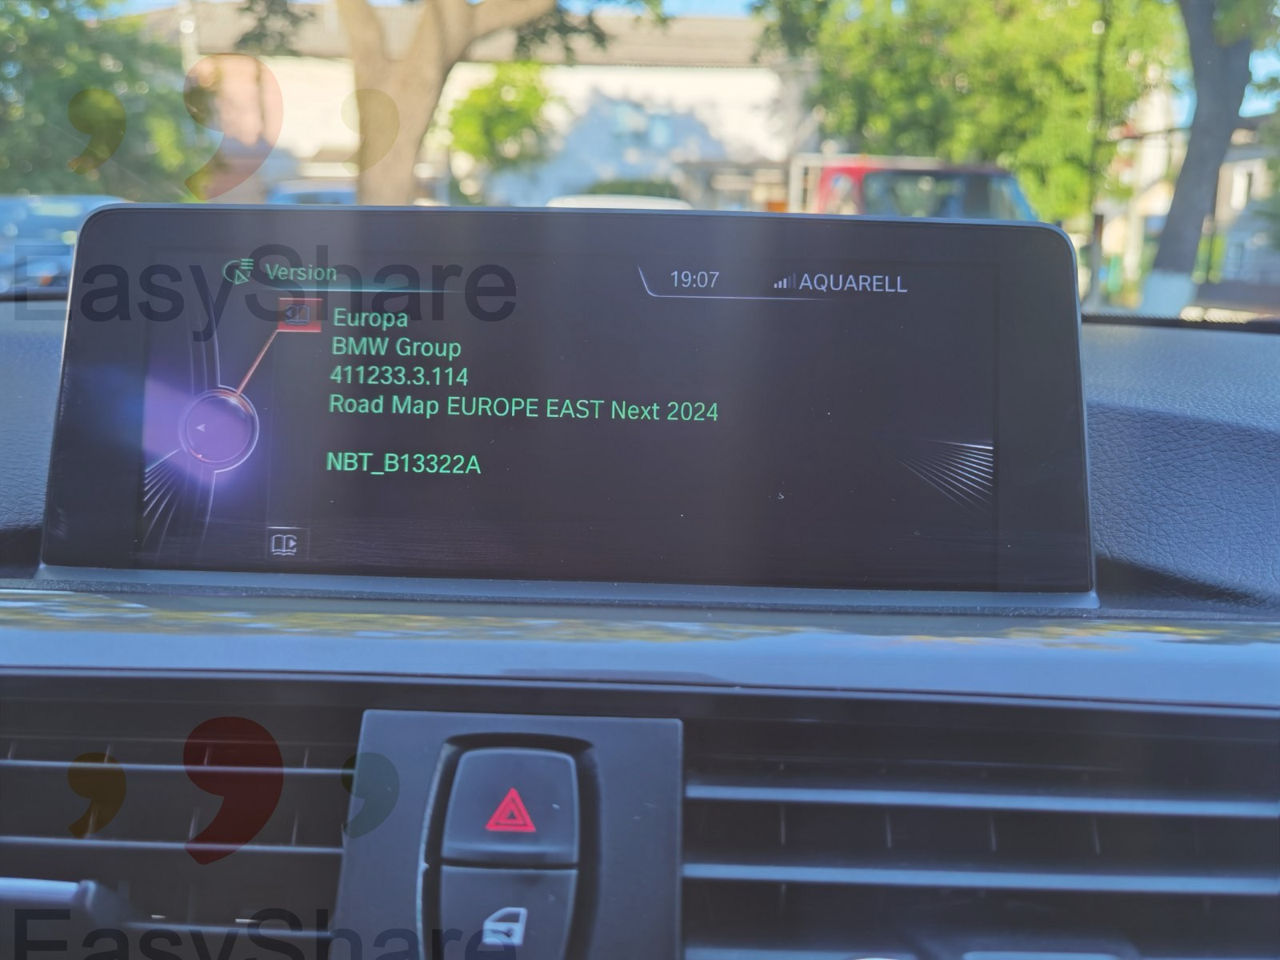 Version
19:07
AQUARELL
Europa
BMW Group
411233.3.114
Road Map EUROPE EAST Next 2024
NBT_B13322A
EasyShare
EasyShare